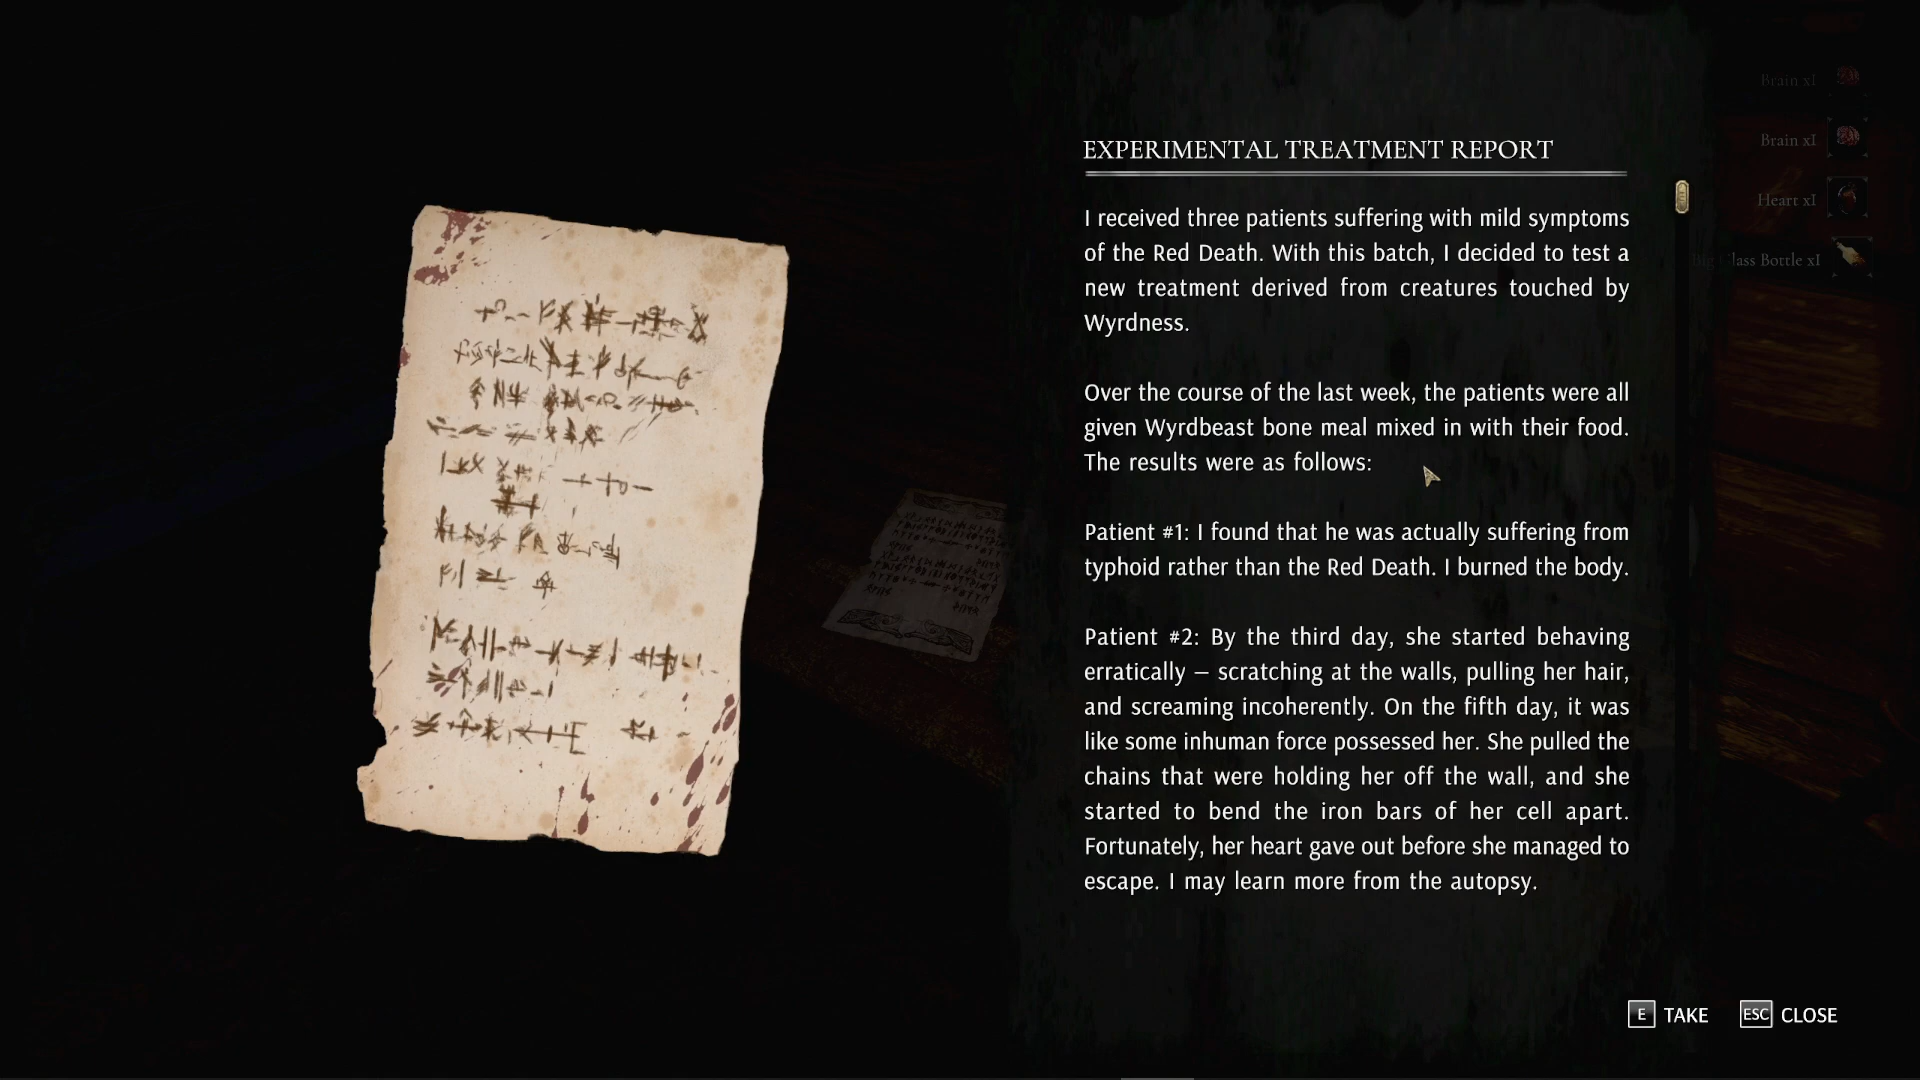 EXPERIMENTAL TREATMENT REPORT
I received three patients suffering with mild symptoms
of the Red Death. With this batch, I decided to test a
new treatment derived from creatures touched by
Wyrdness.
Over the course of the last week, the patients were all
given Wyrdbeast bone meal mixed in with their food.
The results were as follows:
Patient #1: I found that he was actually suffering from
typhoid rather than the Red Death. I burned the body.
Patient #2: By the third day, she started behaving
erratically – scratching at the walls, pulling her hair,
and screaming incoherently. On the fifth day, it was
like some inhuman force possessed her. She pulled the
chains that were holding her off the wall, and she
started to bend the iron bars of her cell apart.
Fortunately, her heart gave out before she managed to
escape. I may learn more from the autopsy.
Brain x1
Brain x1
Heart x1
Big Glass Bottle x1
E TAKE
ESC CLOSE